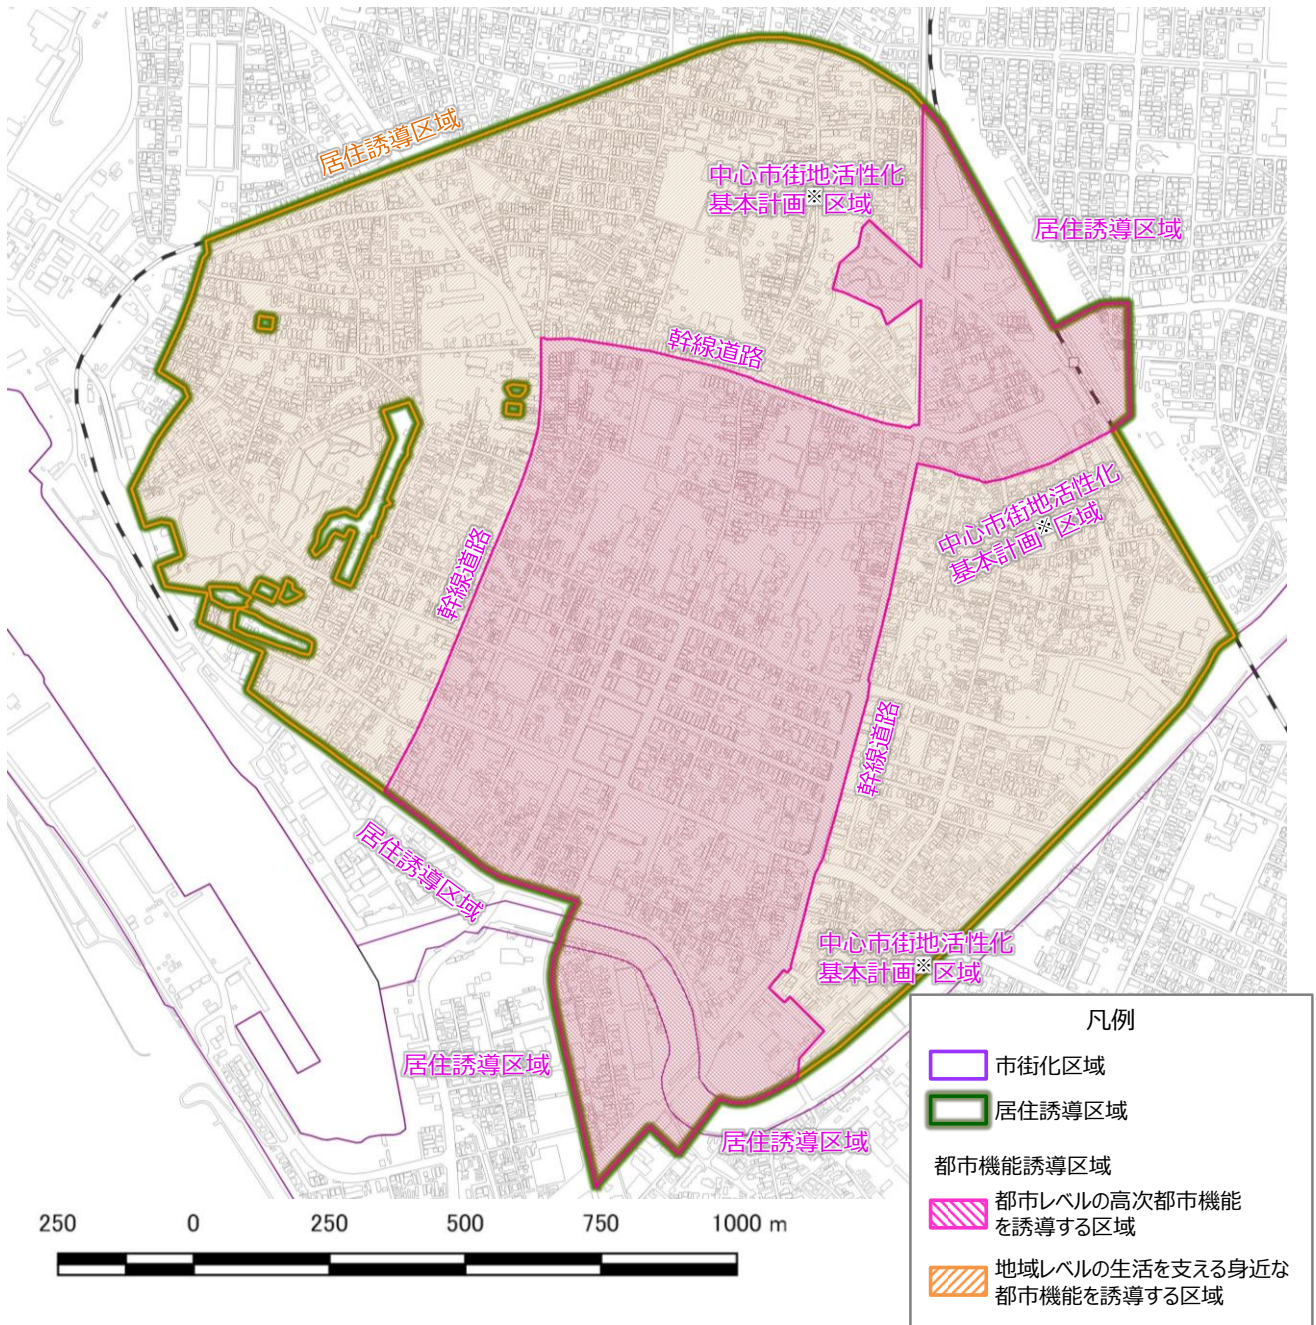 居住誘導区域
中心市街地活性化
基本計画※区域
居住誘導区域
幹線道路
中心市街地活性化
基本計画※区域
幹線道路
幹線道路
居住誘導区域
中心市街地活性化
基本計画※区域
居住誘導区域
居住誘導区域
凡例
市街化区域
居住誘導区域
都市機能誘導区域
都市レベルの高次都市機能
を誘導する区域
地域レベルの生活を支える身近な
都市機能を誘導する区域
250 0 250 500 750 1000 m